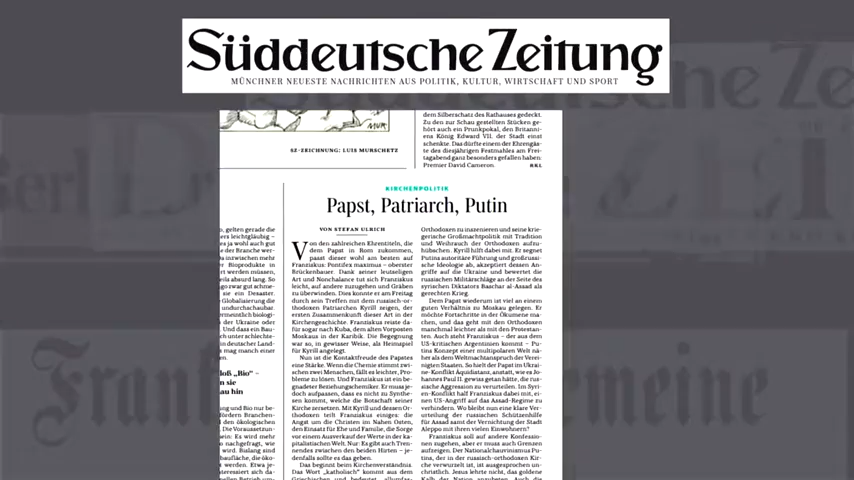 Süddeutsche Zeitung
MÜNCHNER NEUESTE NACHRICHTEN AUS POLITIK, KULTUR, WIRTSCHAFT UND SPORT
SZ-ZEICHNUNG: LUIS MURSCHETZ
dem Silberschatz des Rathauses gedeckt.
Zu den zur Schau gestellten Stücken ge-
hört auch ein Prunkpokal, den Britanni-
ens König Edward VII. der Stadt einst
schenkte. Das dürfte einem der Ehrengäs-
te des diesjährigen Festmahles am Frei-
tagabend ganz besonders gefallen haben:
Premier David Cameron.
KIRCHENPOLITIK
Papst, Patriarch, Putin
VON STEFAN ULRICH
Von den zahlreichen Ehrentiteln, die
dem Papst in Rom zukommen,
passt dieser wohl am besten auf
Franziskus: Pontifex maximus – oberster
Brückenbauer. Dank seiner leutseligen
Art und Nonchalance tut sich Franziskus
leicht, auf andere zuzugehen und Gräben
zu überwinden. Dies konnte er am Freitag
durch sein Treffen mit dem russisch-or-
thodoxen Patriarchen Kyrill zeigen, der
ersten Zusammenkunft dieser Art in der
Kirchengeschichte. Franziskus reiste da-
für sogar nach Kuba, dem alten Vorposten
Moskaus in der Karibik. Die Begegnung
war so, in gewisser Weise, als Heimspiel
für Kyrill angelegt.
Nun ist die Kontaktfreude des Papstes
eine Stärke. Wenn die Chemie stimmt zwi-
schen zwei Menschen, fällt es leichter, Pro-
bleme zu lösen. Und Franziskus ist ein be-
gnadeter Beziehungschemiker. Er muss je-
doch aufpassen, dass es nicht zu Synthe-
sen kommt, welche die Botschaft seiner
Kirche zersetzen. Mit Kyrill und dessen Or-
thodoxen teilt Franziskus einiges: die
Angst um die Christen im Nahen Osten,
den Einsatz für Ehe und Familie, die Sorge
vor einem Ausverkauf der Werte in der ka-
pitalistischen Welt. Nur: Es gibt auch Tren-
nendes zwischen den beiden Hirten – je-
denfalls sollte es das geben.
Das beginnt beim Kirchenverständnis.
Das Wort „katholisch“ kommt aus dem
Orthodoxen zu inszenieren und seine krie-
gerische Großmachtpolitik mit Tradition
und Weihrauch der Orthodoxen aufzu-
hübschen. Kyrill hilft dabei mit. Er segnet
Putins autoritäre Führung und großrussi-
sche Ideologie ab, akzeptiert dessen An-
griffe auf die Ukraine und bewertet die
russischen Militärschläge an der Seite des
syrischen Diktators Baschar al-Assad als
gerechten Krieg.
Dem Papst wiederum ist viel an einem
guten Verhältnis zu Moskau gelegen. Er
möchte Fortschritte in der Ökumene ma-
chen, und das geht mit den Orthodoxen
manchmal leichter als mit den Protestan-
ten. Auch steht Franziskus – der aus dem
US-kritischen Argentinien kommt – Pu-
tins Konzept einer multipolaren Welt nä-
her als dem Weltmachtanspruch der Verei-
nigten Staaten. So hielt der Papst im Ukrai-
ne-Konflikt Äquidistanz, anstatt, wie es Jo-
hannes Paul II. gewiss getan hätte, die rus-
sische Aggression zu verurteilen. Im Syri-
en-Konflikt half Franziskus dabei mit, ei-
nen US-Angriff auf das Assad-Regime zu
verhindern. Wo bleibt nun eine klare Ver-
urteilung der russischen Schützenhilfe
für Assad samt der Vernichtung der Stadt
Aleppo mit ihren vielen Einwohnern?
Franziskus soll auf andere Konfessio-
nen zugehen, aber er muss auch Grenzen
aufzeigen. Der Nationalchauvinismus Pu-
tins, der in der russisch-orthodoxen Kir-
che verwurzelt ist, ist ausgesprochen un-
christlich. Jesus lehrte nicht, das goldene